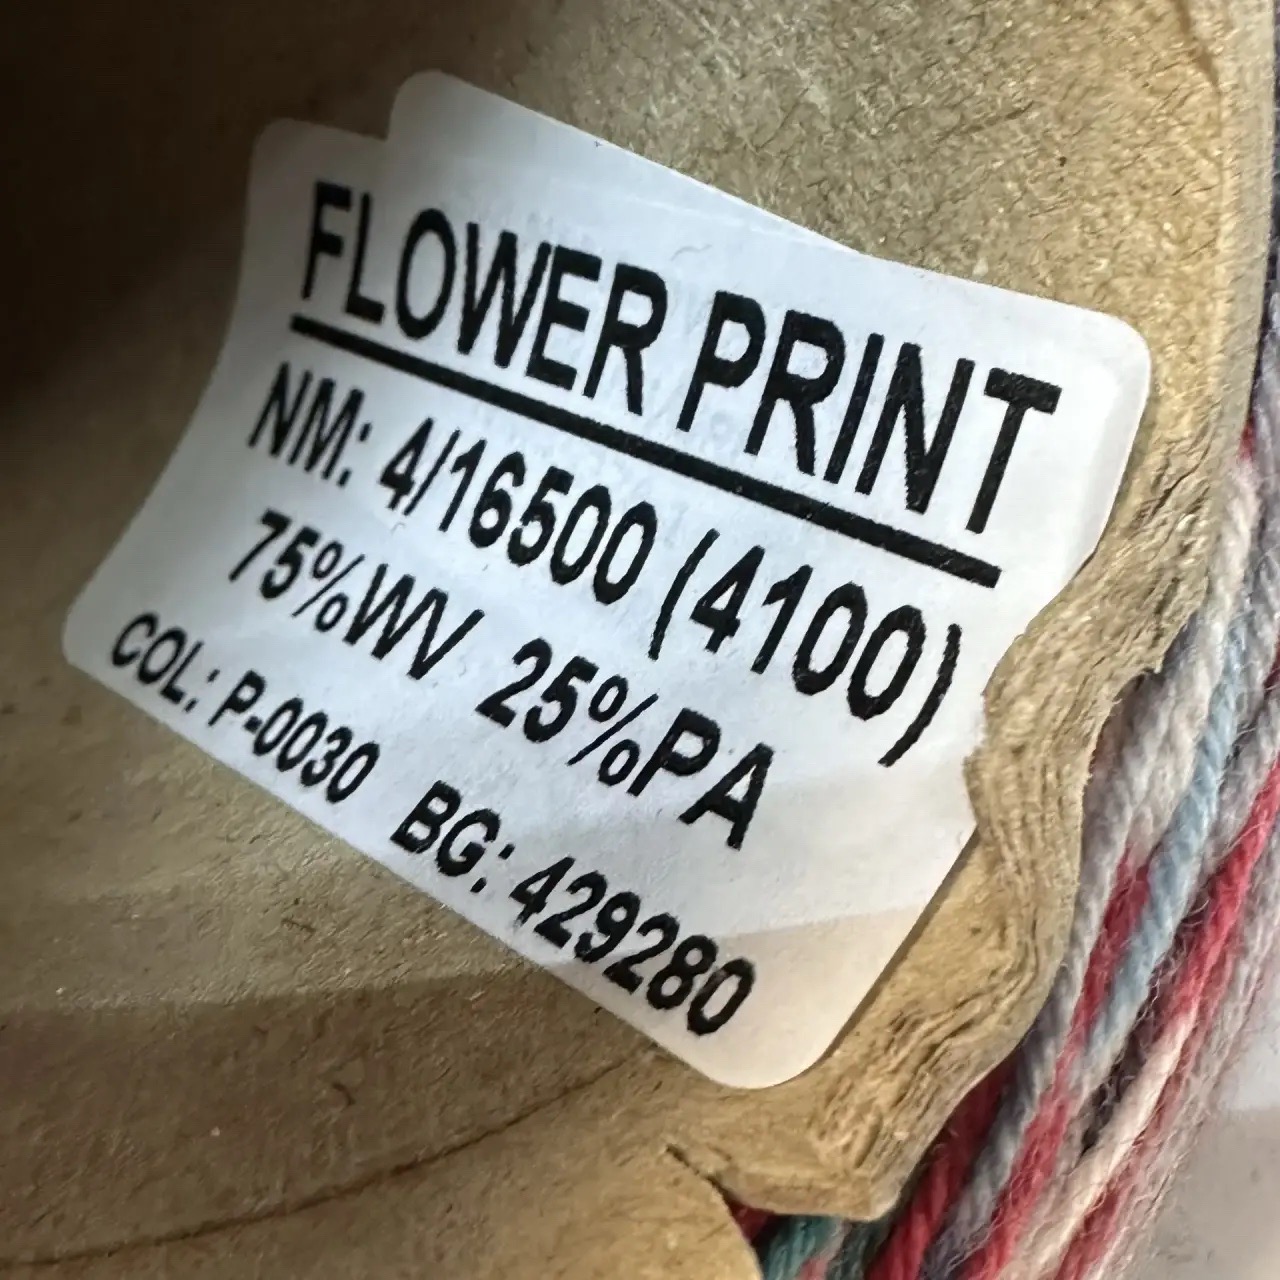 FLOWER PRINT
NM: 4/16500 (4100)
75%WV 25%PA
COL: P-0030 BG: 429280